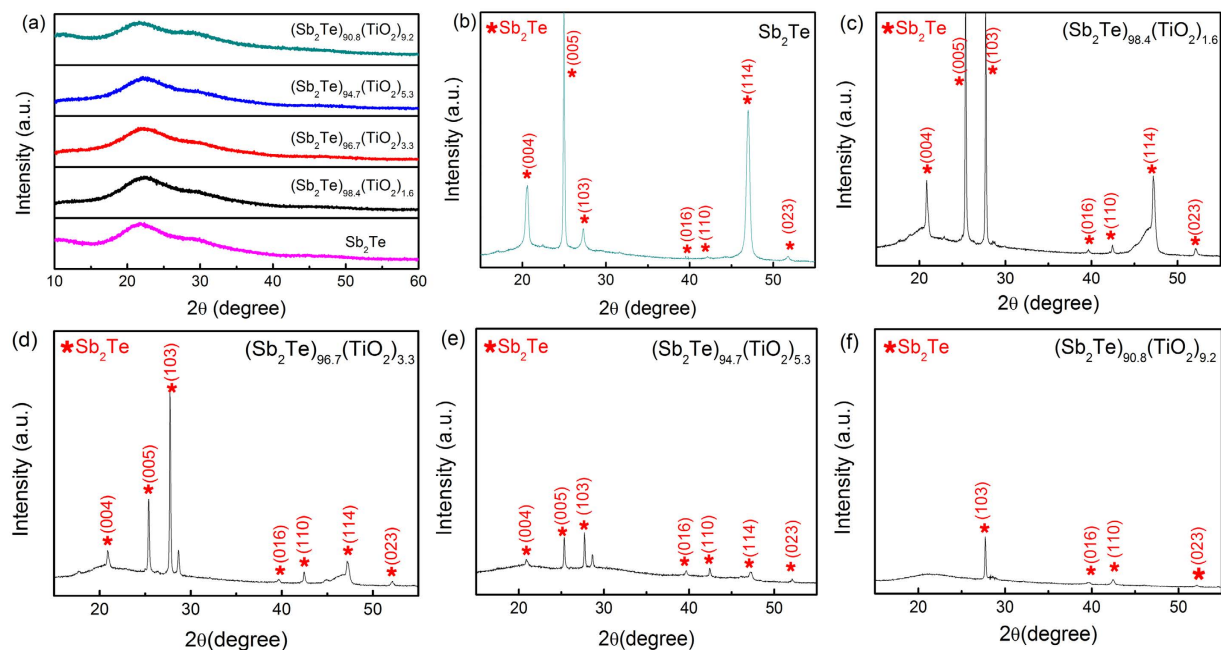 (a)
(Sb₂Te)₉₀.₈(TiO₂)₉.₂
(Sb₂Te)₉₄.₇(TiO₂)₅.₃
(Sb₂Te)₉₆.₇(TiO₂)₃.₃
(Sb₂Te)₉₈.₄(TiO₂)₁.₆
Sb₂Te
Intensity (a.u.)
10 20 30 40 50 60
2θ (degree)
(b)
*Sb₂Te
Sb₂Te
*(004)
*(005)
*(103)
*(016)
*(110)
*(114)
*(023)
Intensity (a.u.)
20 30 40 50
2θ (degree)
(c)
*Sb₂Te
(Sb₂Te)₉₈.₄(TiO₂)₁.₆
*(004)
*(005)
*(103)
*(016)
*(110)
*(114)
*(023)
Intensity (a.u.)
20 30 40 50
2θ (degree)
(d)
*Sb₂Te
(Sb₂Te)₉₆.₇(TiO₂)₃.₃
*(004)
*(005)
*(103)
*(016)
*(110)
*(114)
*(023)
Intensity (a.u.)
20 30 40 50
2θ(degree)
(e)
*Sb₂Te
(Sb₂Te)₉₄.₇(TiO₂)₅.₃
*(004)
*(005)
*(103)
*(016)
*(110)
*(114)
*(023)
Intensity (a.u.)
20 30 40 50
2θ(degree)
(f)
*Sb₂Te
(Sb₂Te)₉₀.₈(TiO₂)₉.₂
*(103)
*(016)
*(110)
*(023)
Intensity (a.u.)
20 30 40 50
2θ(degree)